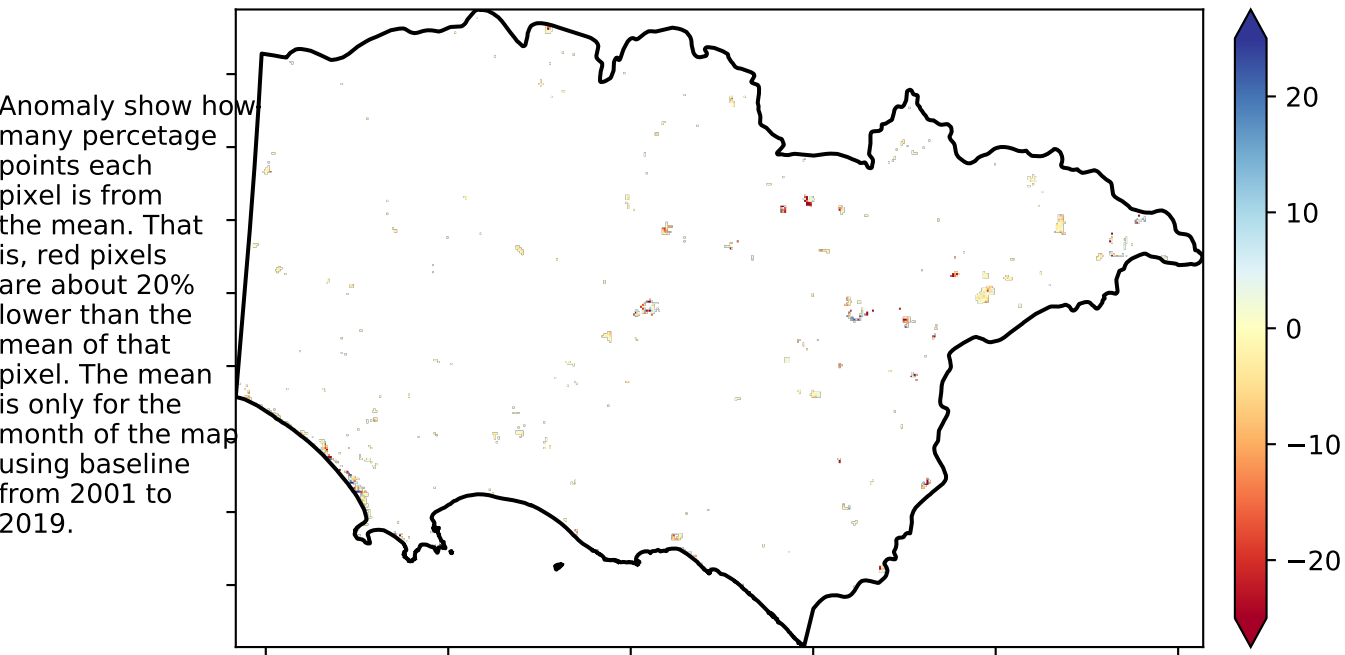 Anomaly show how
many percetage
points each
pixel is from
the mean. That
is, red pixels
are about 20%
lower than the
mean of that
pixel. The mean
is only for the
month of the map
using baseline
from 2001 to
2019.
20
10
0
−10
−20